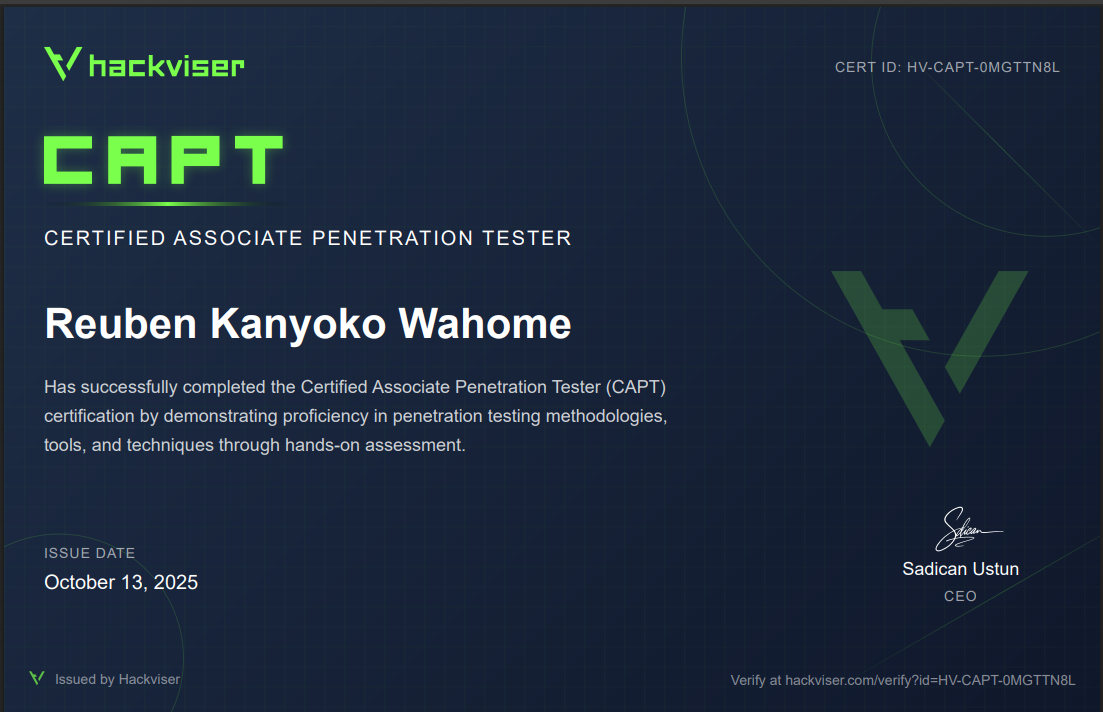 hackviser
CERT ID: HV-CAPT-0MGTTN8L
CAPT
CERTIFIED ASSOCIATE PENETRATION TESTER
Reuben Kanyoko Wahome
Has successfully completed the Certified Associate Penetration Tester (CAPT)
certification by demonstrating proficiency in penetration testing methodologies,
tools, and techniques through hands-on assessment.
ISSUE DATE
October 13, 2025
Sadican
Sadican Ustun
CEO
Issued by Hackviser
Verify at hackviser.com/verify?id=HV-CAPT-0MGTTN8L